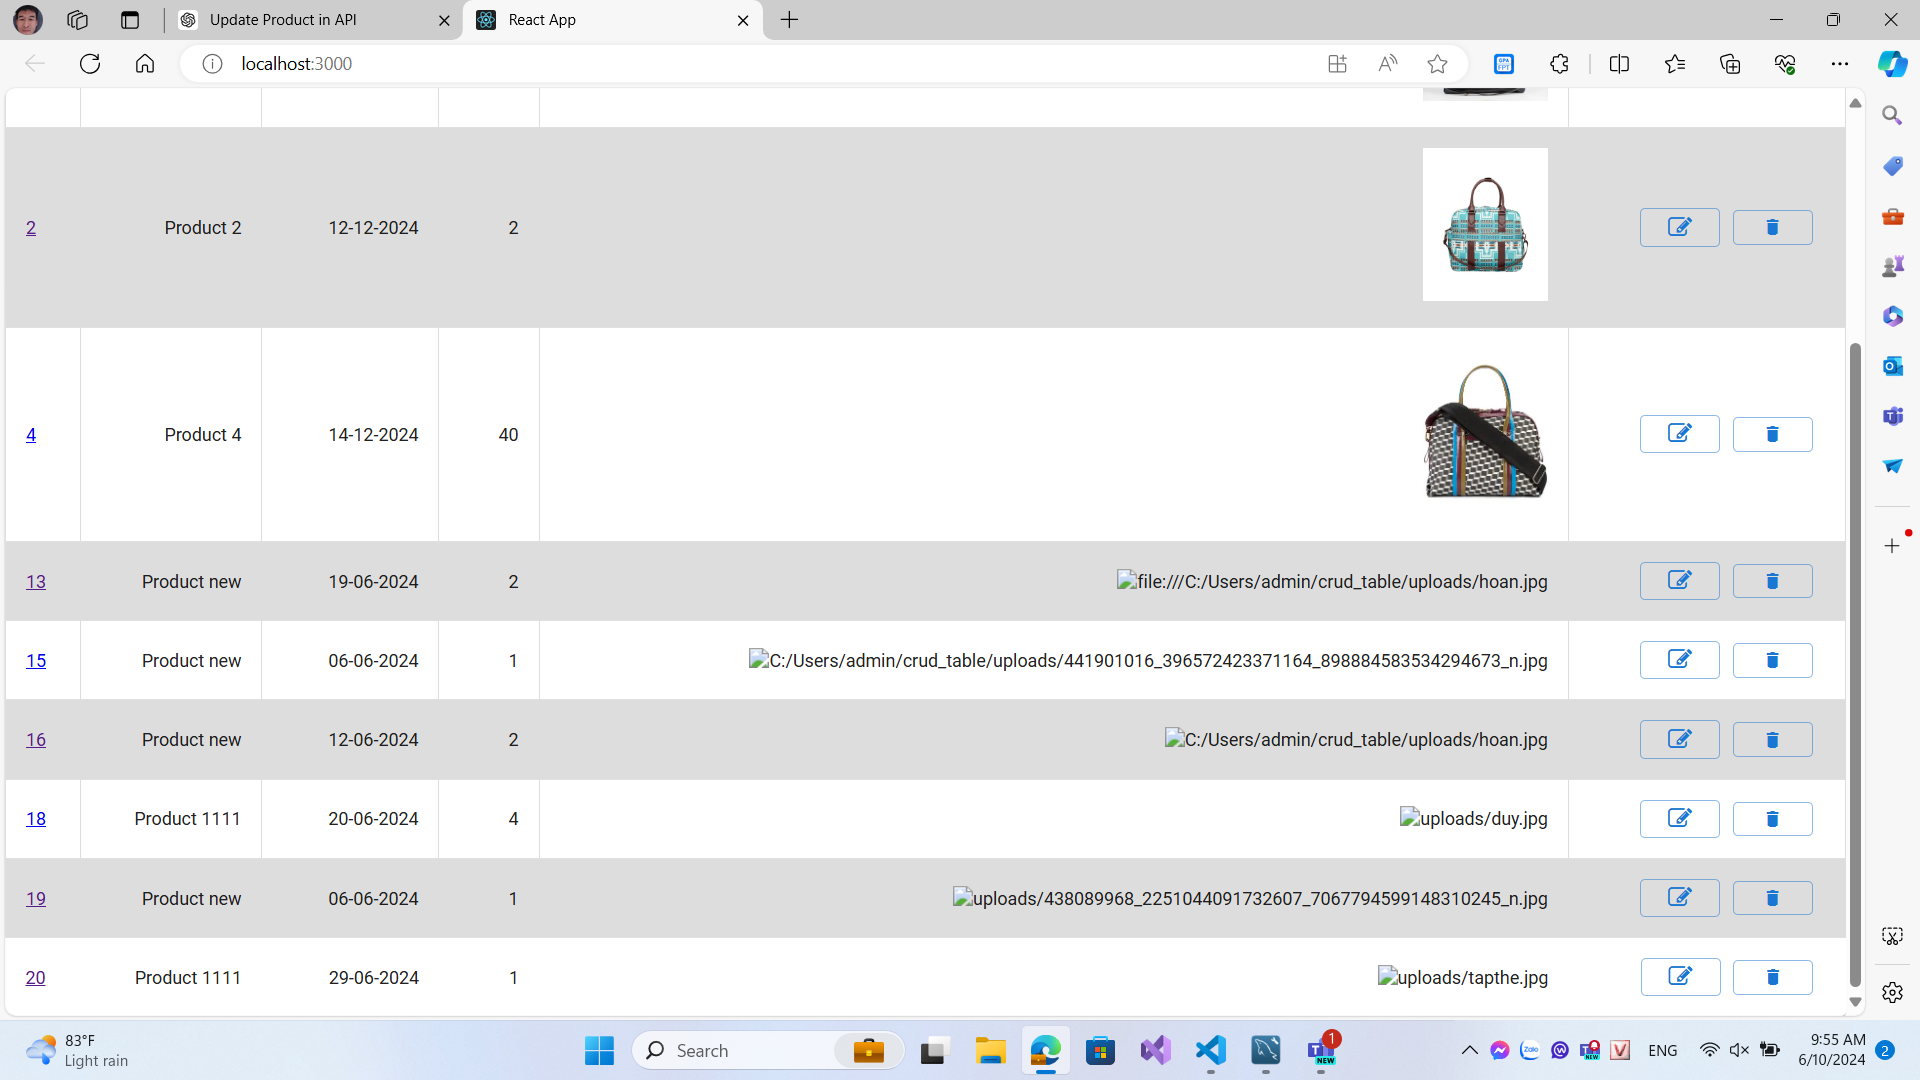 Update Product in API
React App
localhost:3000
GPA
FPT
2 Product 2 12-12-2024 2
4 Product 4 14-12-2024 40
13 Product new 19-06-2024 2 file:///C:/Users/admin/crud_table/uploads/hoan.jpg
15 Product new 06-06-2024 1 C:/Users/admin/crud_table/uploads/441901016_396572423371164_898884583534294673_n.jpg
16 Product new 12-06-2024 2 C:/Users/admin/crud_table/uploads/hoan.jpg
18 Product 1111 20-06-2024 4 uploads/duy.jpg
19 Product new 06-06-2024 1 uploads/438089968_2251044091732607_7067794599148310245_n.jpg
20 Product 1111 29-06-2024 1 uploads/tapthe.jpg
83°F
Light rain
Search
1
NEW
Zalo
NEW
ENG
9:55 AM
6/10/2024
2